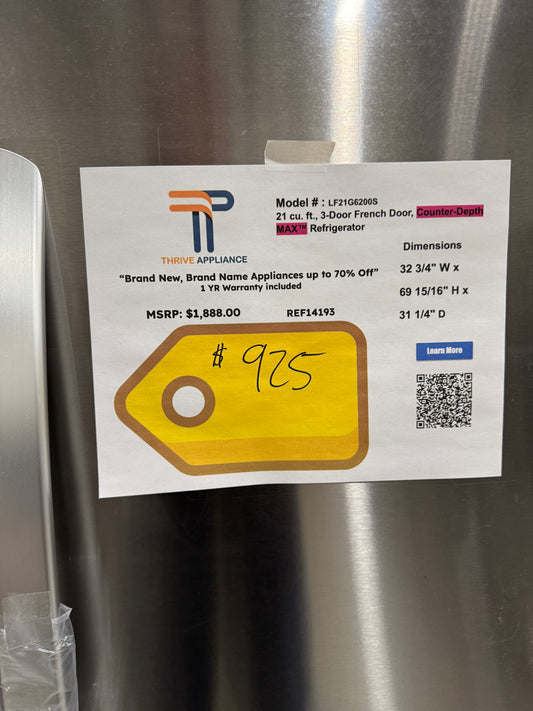 THRIVE APPLIANCE
Model # : LF21G6200S
21 cu. ft., 3-Door French Door, Counter-Depth
MAX™ Refrigerator
"Brand New, Brand Name Appliances up to 70% Off"
1 YR Warranty included
MSRP: $1,888.00 REF14193
Dimensions
32 3/4" W x
69 15/16" H x
31 1/4" D
$ 925
Learn More